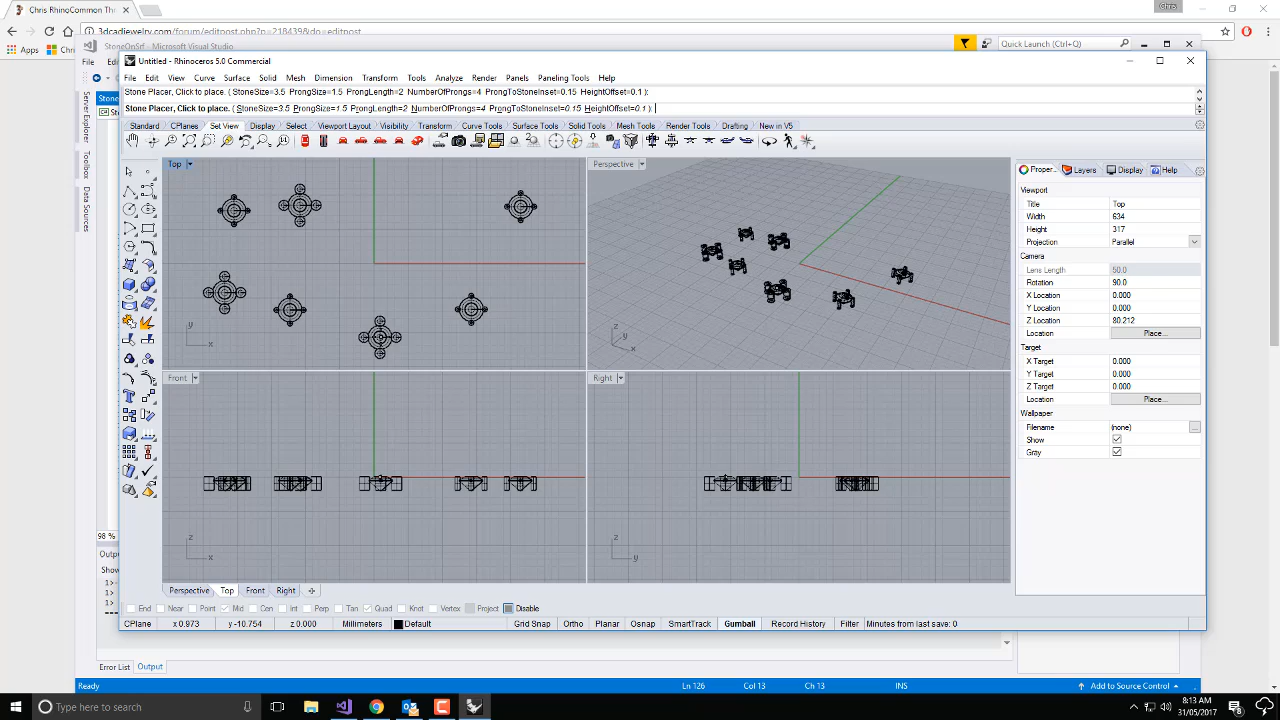 Chris RhinoCommon Th
Chris
3dcadjewelry.com/forum/editpost.php?p=218439&do=editpost
Apps
StoneOnSrf - Microsoft Visual Studio
Quick Launch (Ctrl+Q)
Untitled - Rhinoceros 5.0 Commercial
File Edit View Curve Surface Solid Mesh Dimension Transform Tools Analyze Render Panels Paneling Tools Help
Stone Placer, Click to place. ( StoneSize=3.5 ProngSize=1.5 ProngLength=2 NumberOfProngs=4 ProngToStoneInset=0.15 HeightOffset=0.1 ):
Stone Placer, Click to place. ( StoneSize=3.5 ProngSize=1.5 ProngLength=2 NumberOfProngs=4 ProngToStoneInset=0.15 HeightOffset=0.1 ):
Standard CPlanes Set View Display Select Viewport Layout Visibility Transform Curve Tools Surface Tools Solid Tools Mesh Tools Render Tools Drafting New in V5
Server Explorer
Toolbox
Data Sources
Top
Perspective
Front
Right
y x
z y x
z x
z y
Proper... Layers Display Help
Viewport
Title Top
Width 634
Height 317
Projection Parallel
Camera
Lens Length 50.0
Rotation 90.0
X Location 0.000
Y Location 0.000
Z Location 90.212
Location Place...
Target
X Target 0.000
Y Target 0.000
Z Target 0.000
Location Place...
Wallpaper
Filename (none) ...
Show
Gray
98 %
Perspective Top Front Right
End Near Point Mid Cen Int Perp Tan Quad Knot Vertex Project Disable
CPlane x 0.973 y -10.754 z 0.000 Millimeters Default Grid Snap Ortho Planar Osnap SmartTrack Gumball Record History Filter Minutes from last save: 0
Error List Output
Ready Ln 126 Col 13 Ch 13 INS Add to Source Control
Type here to search
8:13 AM
31/05/2017